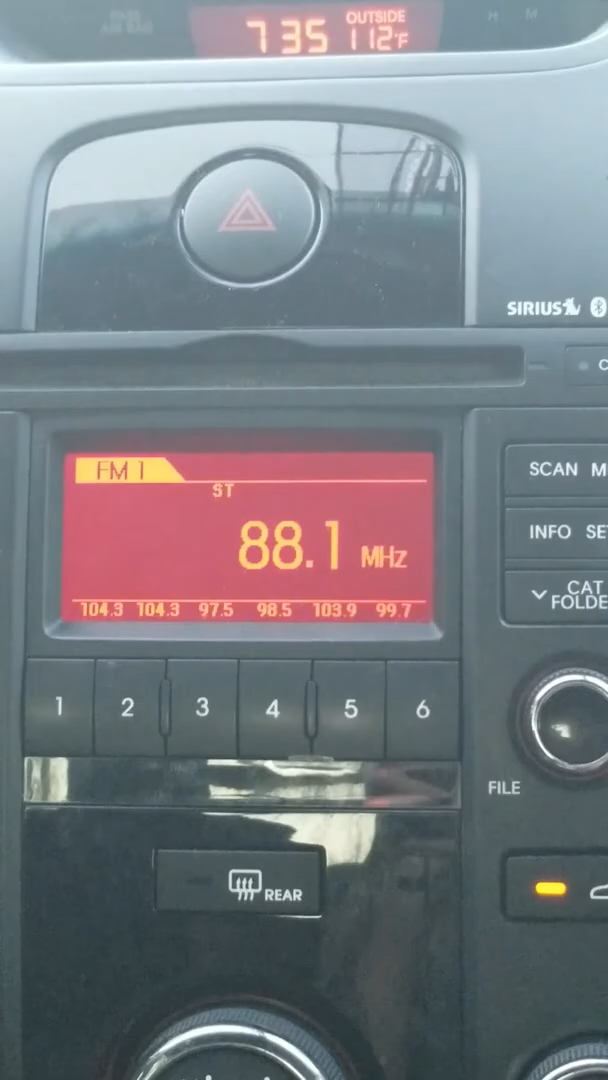 OUTSIDE
7 35 112°F
SIRIUS
FM 1
ST
88.1 MHz
104.3 104.3 97.5 98.5 103.9 99.7
SCAN
INFO
CAT
FOLDE
1 2 3 4 5 6
FILE
REAR